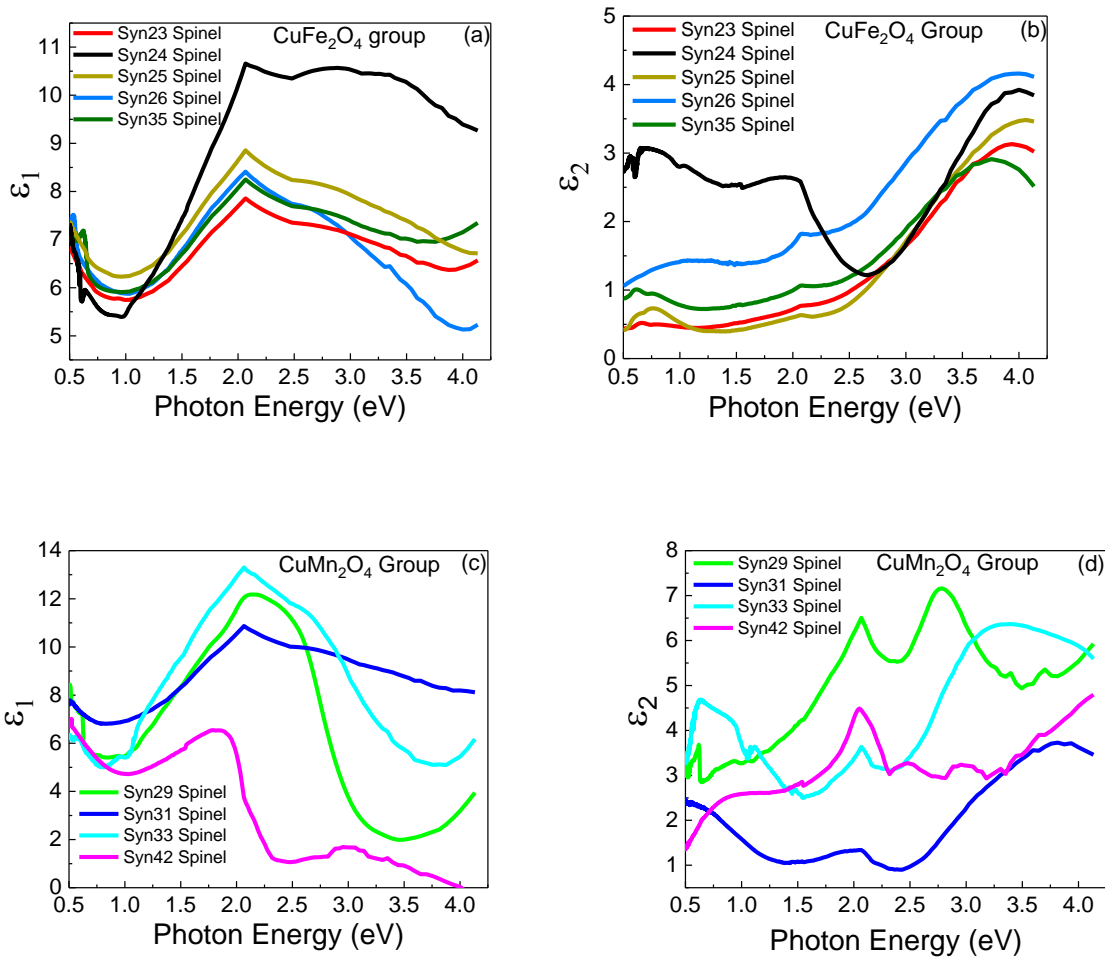 CuFe₂O₄ group
(a)
Syn23 Spinel
Syn24 Spinel
Syn25 Spinel
Syn26 Spinel
Syn35 Spinel
11
10
9
8
7
6
5
ε₁
0.5 1.0 1.5 2.0 2.5 3.0 3.5 4.0
Photon Energy (eV)
CuFe₂O₄ Group
(b)
Syn23 Spinel
Syn24 Spinel
Syn25 Spinel
Syn26 Spinel
Syn35 Spinel
5
4
3
2
1
0
ε₂
0.5 1.0 1.5 2.0 2.5 3.0 3.5 4.0
Photon Energy (eV)
CuMn₂O₄ Group
(c)
14
12
10
8
6
4
2
0
ε₁
Syn29 Spinel
Syn31 Spinel
Syn33 Spinel
Syn42 Spinel
0.5 1.0 1.5 2.0 2.5 3.0 3.5 4.0
Photon Energy (eV)
CuMn₂O₄ Group
(d)
Syn29 Spinel
Syn31 Spinel
Syn33 Spinel
Syn42 Spinel
8
7
6
5
4
3
2
1
ε₂
0.5 1.0 1.5 2.0 2.5 3.0 3.5 4.0
Photon Energy (eV)